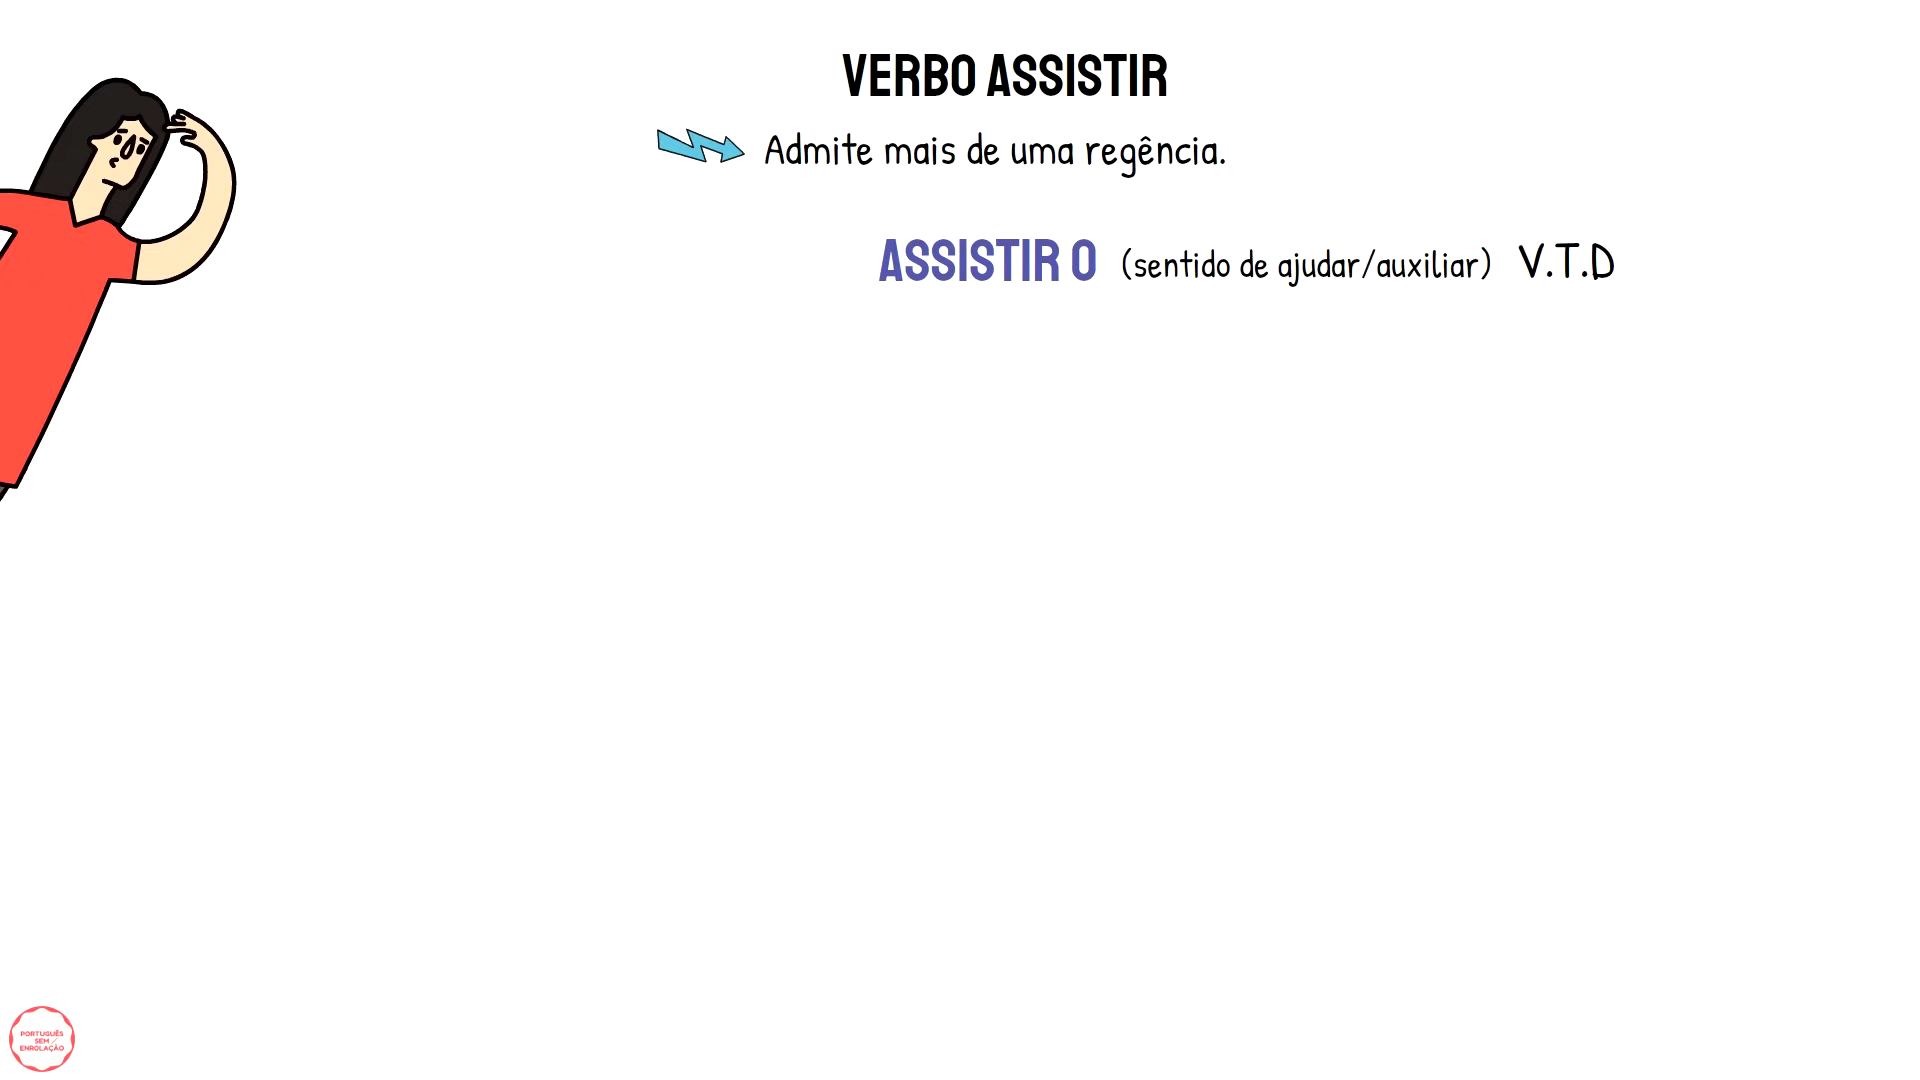 VERBO ASSISTIR
Admite mais de uma regência.
ASSISTIR O (sentido de ajudar/auxiliar) V.T.D
PORTUGUÊS
SEM
ENROLAÇÃO